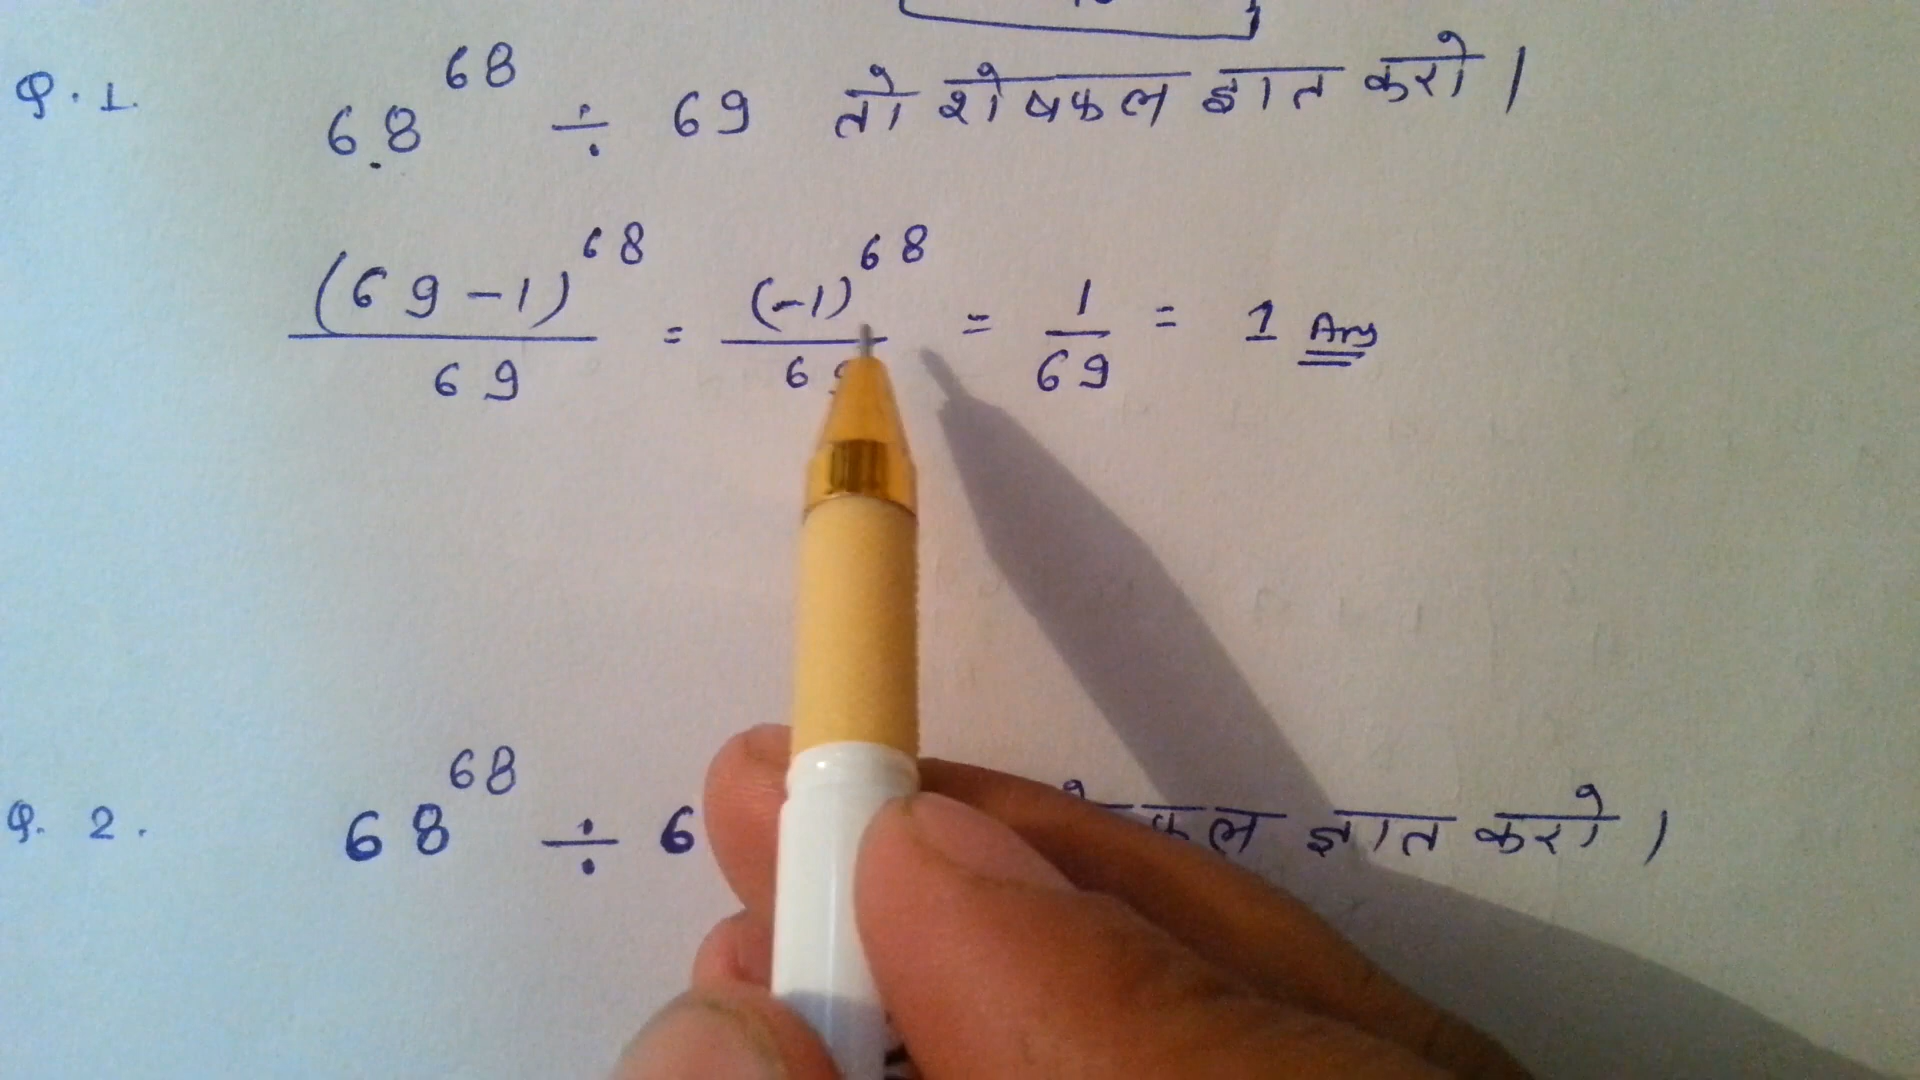 Q.1. 68^68 ÷ 69 तो शेषफल ज्ञात करो।
(69-1)^68 / 69 = (-1)^68 / 69 = 1/69 = 1 Ans
Q. 2. 68^68 ÷ 6 ज्ञात करो।